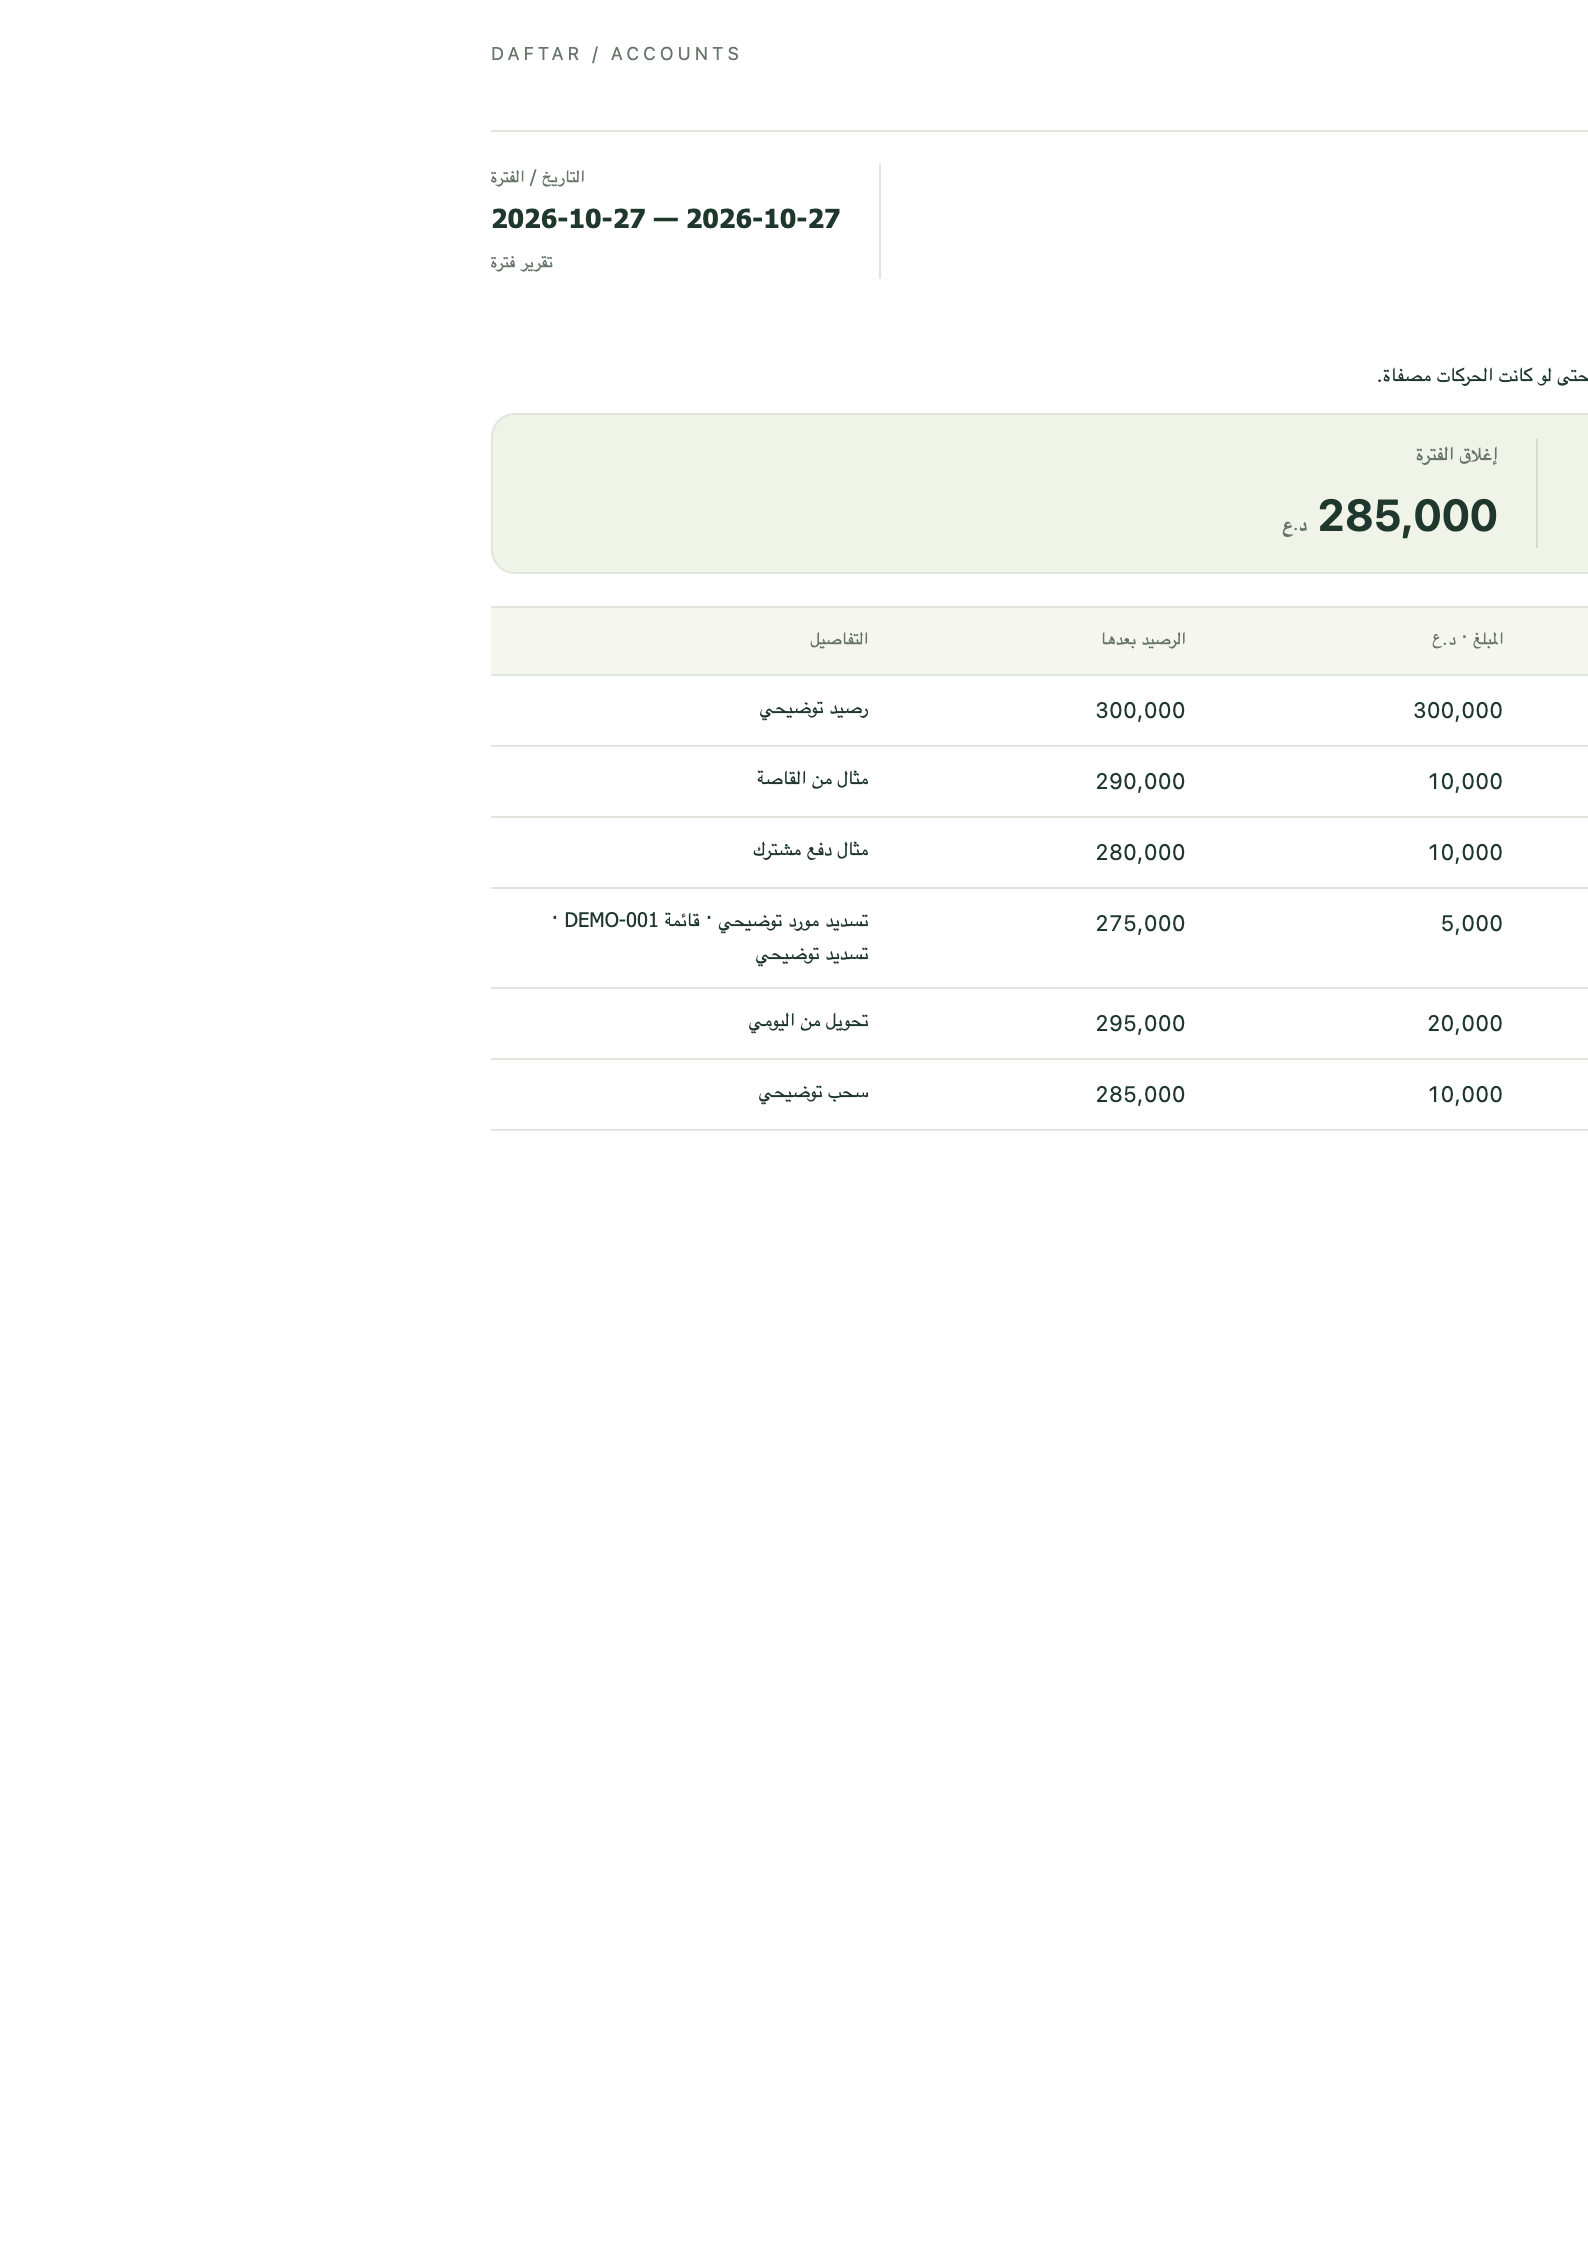 DAFTAR / ACCOUNTS
التاريخ / الفترة
2026-10-27 — 2026-10-27
تقرير فترة
حتى لو كانت الحركات مصفاة.
إغلاق الفترة
285,000 د.ع
المبلغ · د.ع الرصيد بعدها التفاصيل
300,000 300,000 رصيد توضيحي
10,000 290,000 مثال من القاصة
10,000 280,000 مثال دفع مشترك
5,000 275,000 تسديد مورد توضيحي · قائمة DEMO-001 ·
تسديد توضيحي
20,000 295,000 تحويل من اليومي
10,000 285,000 سحب توضيحي